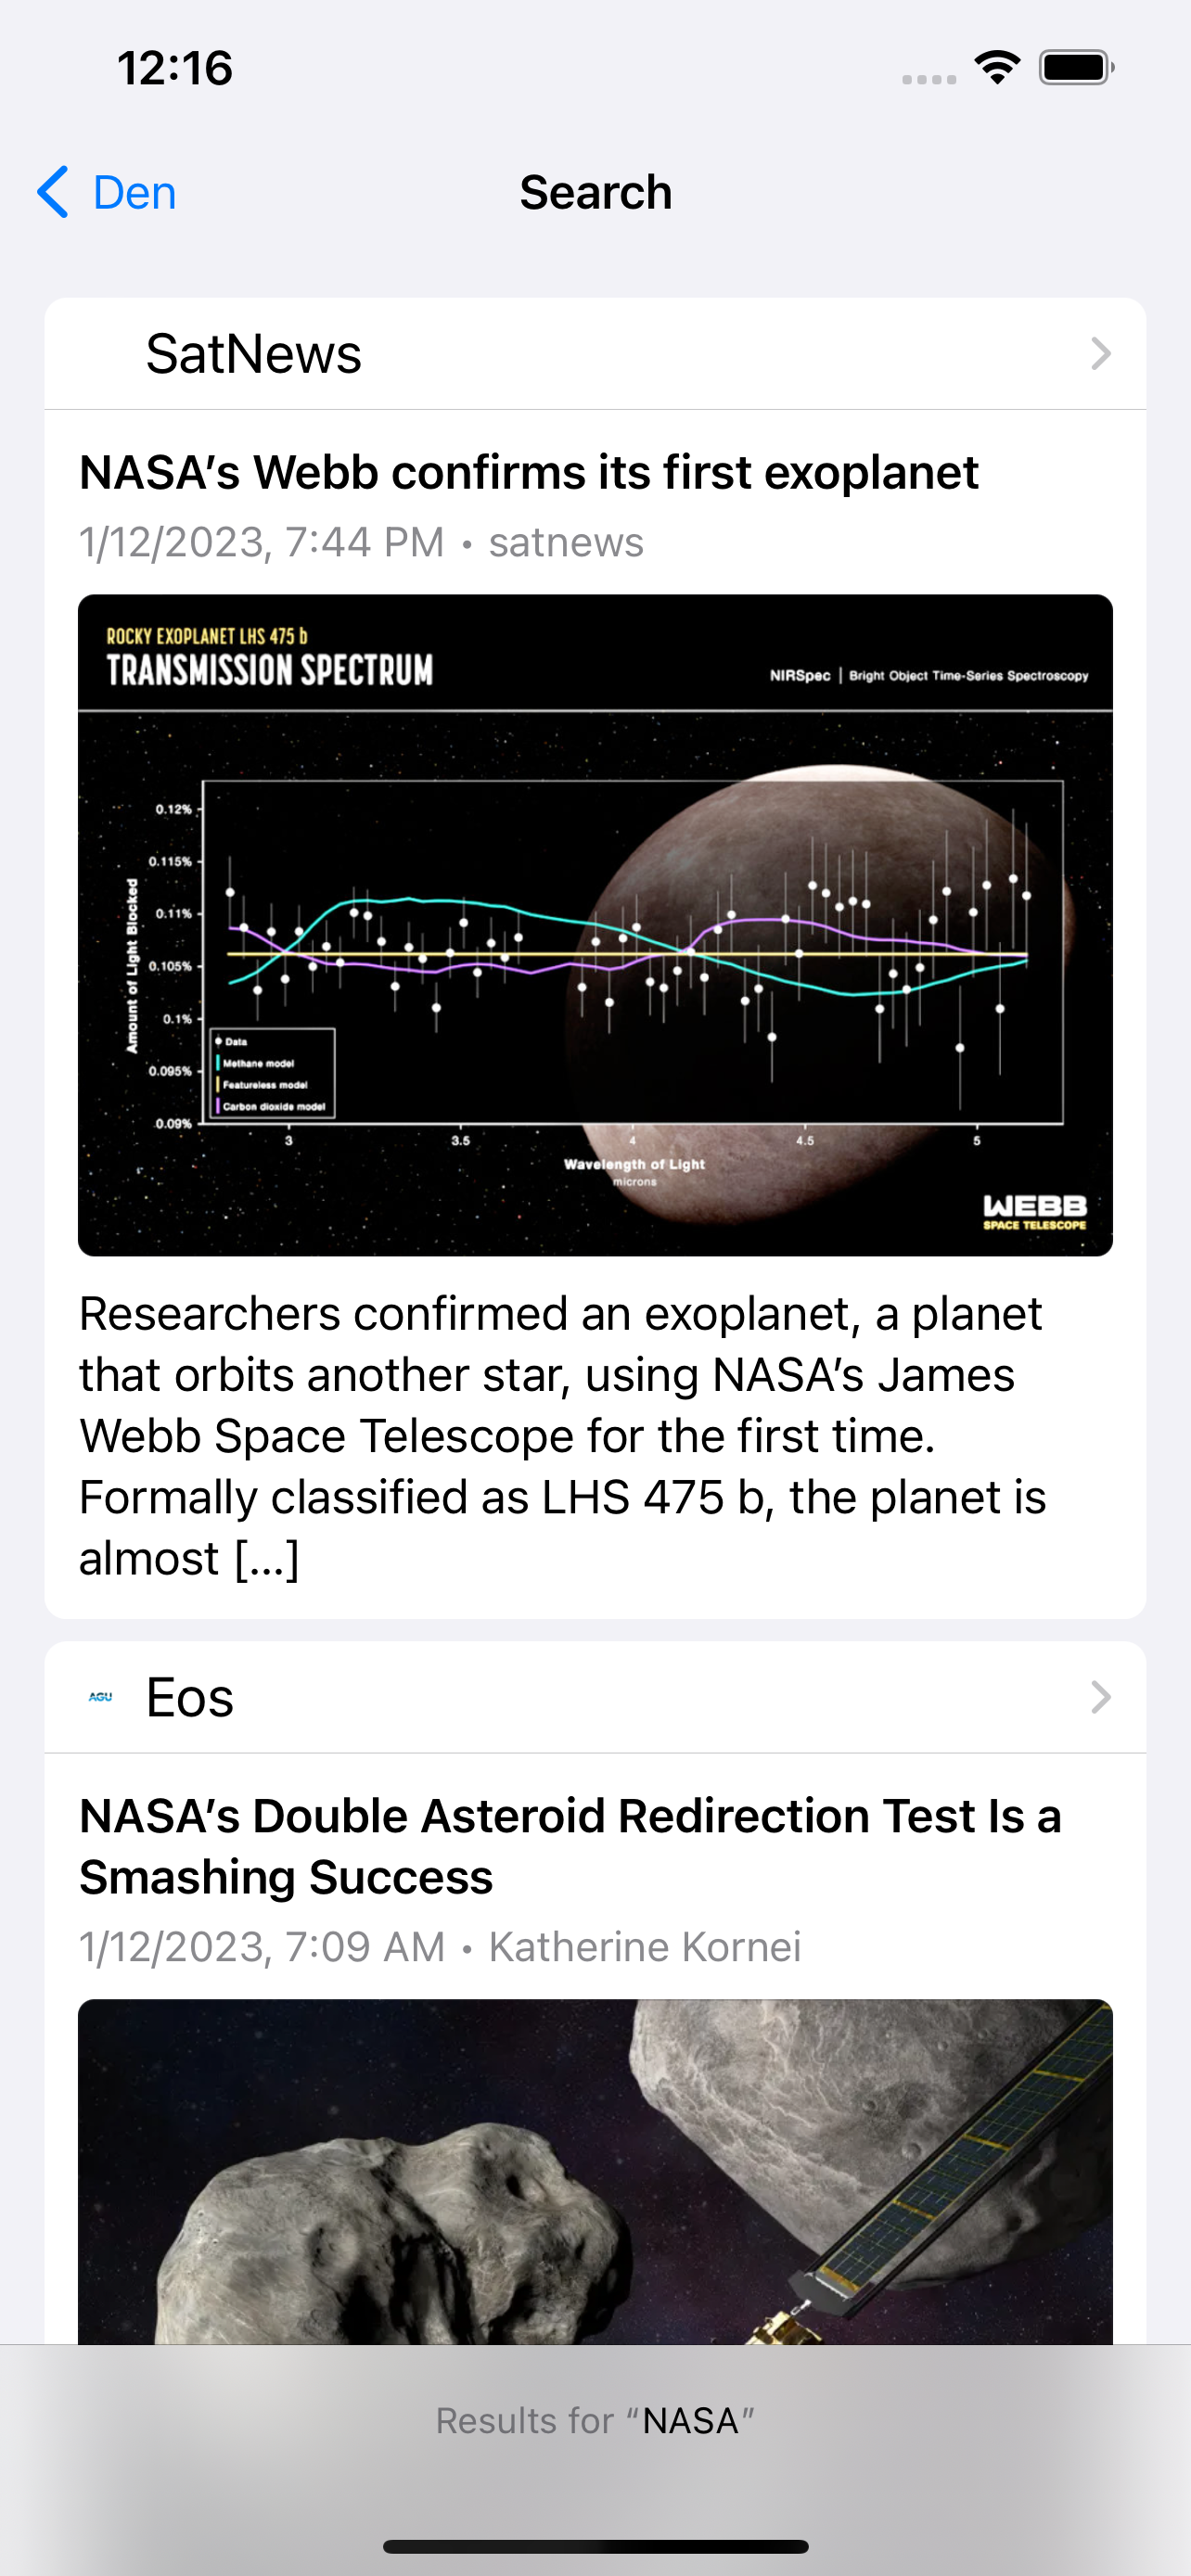 12:16
Den
Search
SatNews
NASA’s Webb confirms its first exoplanet
1/12/2023, 7:44 PM • satnews
ROCKY EXOPLANET LHS 475 b
TRANSMISSION SPECTRUM
NIRSpec | Bright Object Time-Series Spectroscopy
Amount of Light Blocked
0.12%
0.115%
0.11%
0.105%
0.1%
0.095%
0.09%
Data
Methane model
Featureless model
Carbon dioxide model
3 3.5 4 4.5 5
Wavelength of Light
microns
WEBB
SPACE TELESCOPE
Researchers confirmed an exoplanet, a planet
that orbits another star, using NASA’s James
Webb Space Telescope for the first time.
Formally classified as LHS 475 b, the planet is
almost [...]
AGU
Eos
NASA’s Double Asteroid Redirection Test Is a
Smashing Success
1/12/2023, 7:09 AM • Katherine Kornei
Results for “NASA”